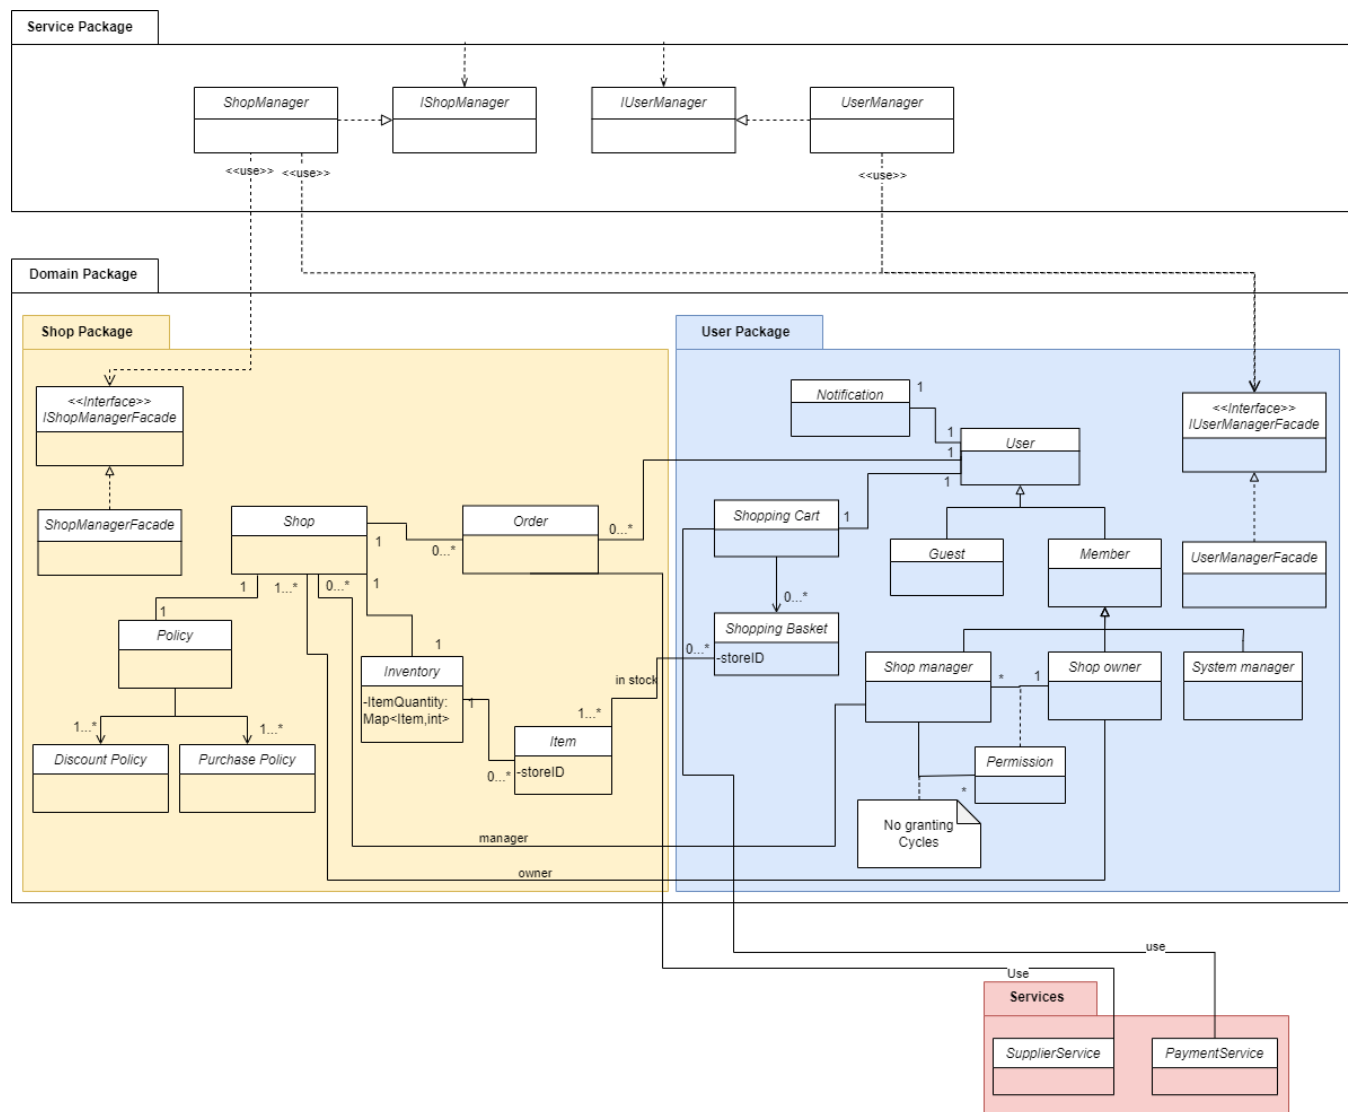 Service Package
ShopManager
IShopManager
IUserManager
UserManager
<<use>>
<<use>>
<<use>>
Domain Package
Shop Package
<<Interface>>
IShopManagerFacade
ShopManagerFacade
Shop
Order
1
0...*
0...*
1
1...*
0...*
1
1
Policy
1
Inventory
-ItemQuantity:
Map<Item,int>
1
1...*
1...*
Discount Policy
Purchase Policy
0...*
Item
-storeID
1...*
in stock
0...*
manager
owner
User Package
Notification
1
1
1
1
User
<<Interface>>
IUserManagerFacade
UserManagerFacade
Shopping Cart
1
0...*
Shopping Basket
-storeID
Guest
Member
Shop manager
*
1
Shop owner
System manager
Permission
*
No granting
Cycles
use
Use
Services
SupplierService
PaymentService